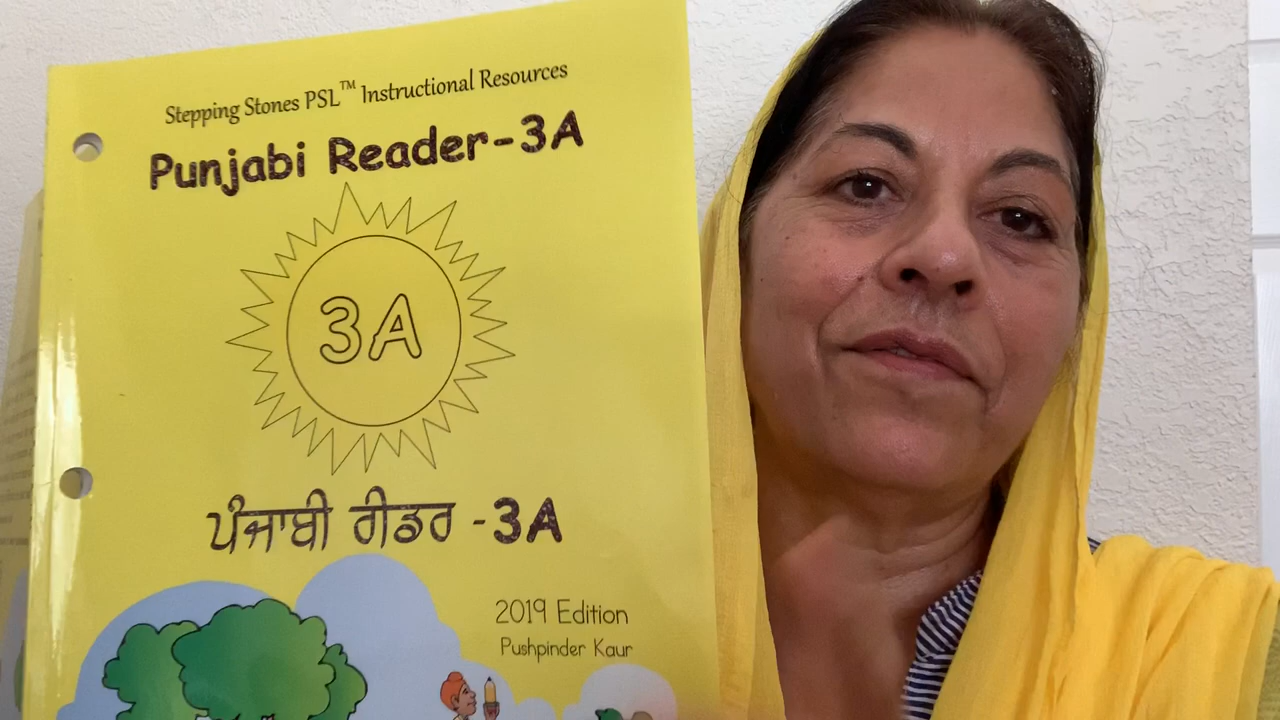 Stepping Stones PSL™ Instructional Resources
Punjabi Reader-3A
3A
ਪੰਜਾਬੀ ਰੀਡਰ -3A
2019 Edition
Pushpinder Kaur